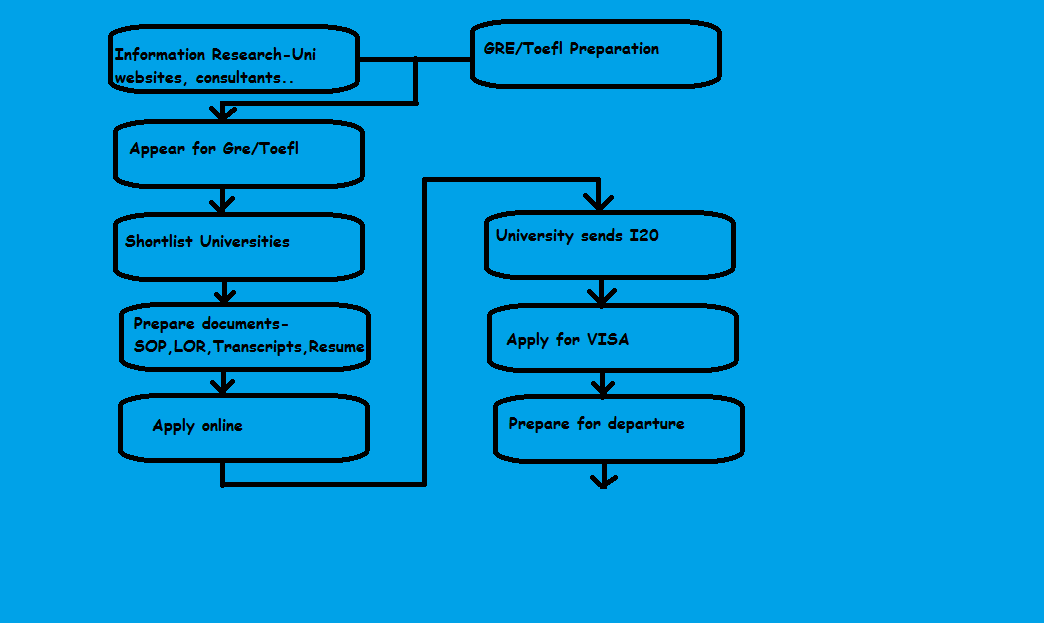 Information Research-Uni
websites, consultants..
GRE/Toefl Preparation
Appear for Gre/Toefl
Shortlist Universities
Prepare documents-
SOP,LOR,Transcripts,Resume
Apply online
University sends I20
Apply for VISA
Prepare for departure